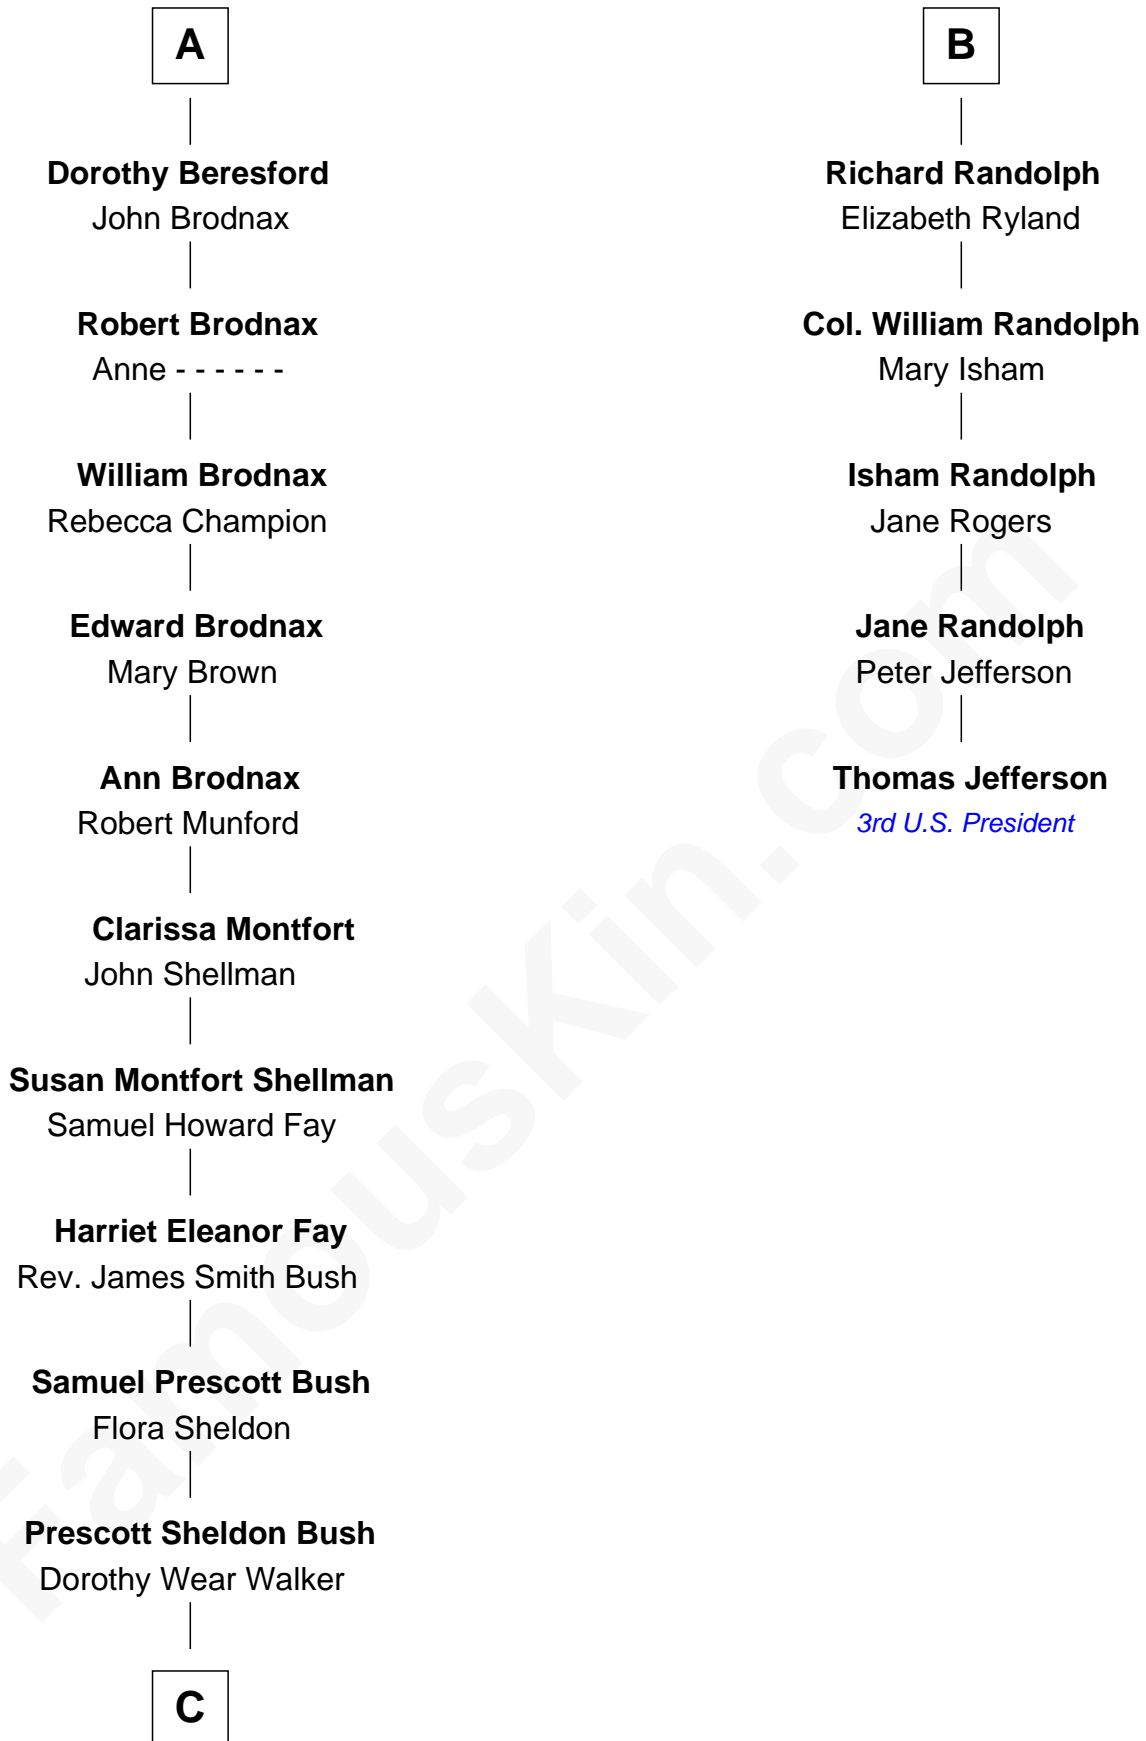 A
Dorothy Beresford
John Brodnax
Robert Brodnax
Anne - - - - - -
William Brodnax
Rebecca Champion
Edward Brodnax
Mary Brown
Ann Brodnax
Robert Munford
Clarissa Montfort
John Shellman
Susan Montfort Shellman
Samuel Howard Fay
Harriet Eleanor Fay
Rev. James Smith Bush
Samuel Prescott Bush
Flora Sheldon
Prescott Sheldon Bush
Dorothy Wear Walker
C
B
Richard Randolph
Elizabeth Ryland
Col. William Randolph
Mary Isham
Isham Randolph
Jane Rogers
Jane Randolph
Peter Jefferson
Thomas Jefferson
3rd U.S. President
FamousKin.com